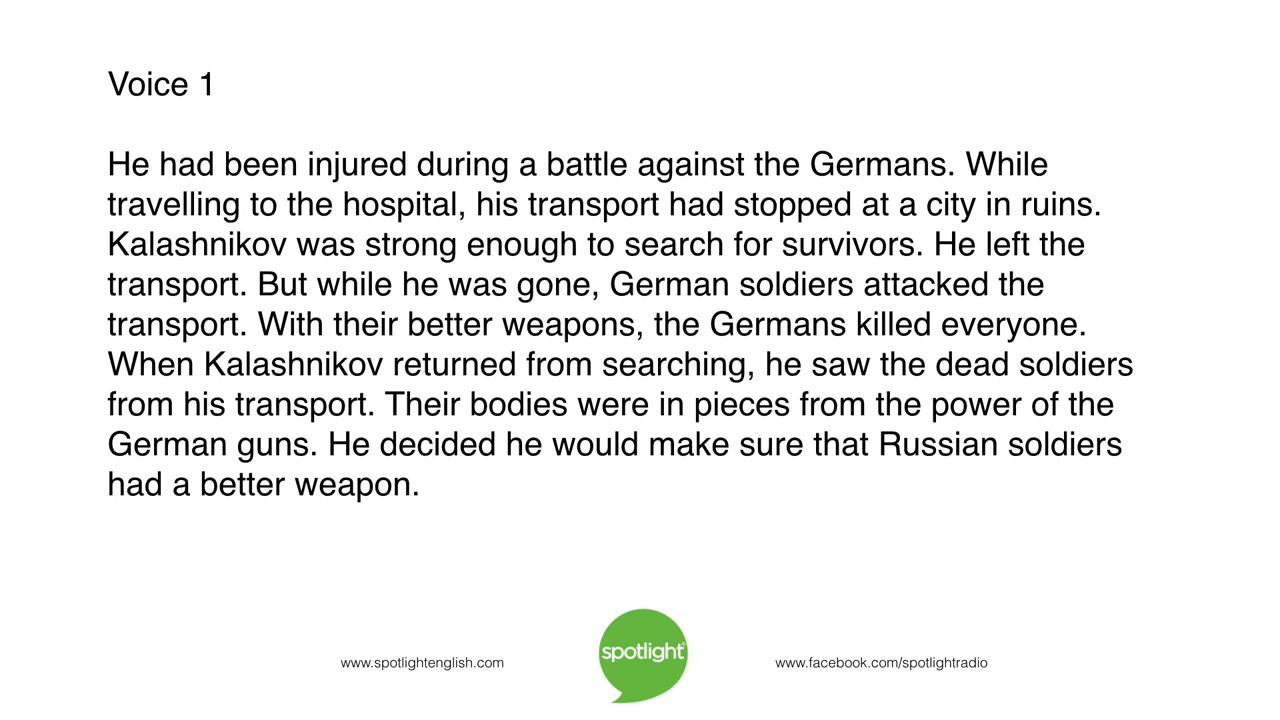 Voice 1
He had been injured during a battle against the Germans. While
travelling to the hospital, his transport had stopped at a city in ruins.
Kalashnikov was strong enough to search for survivors. He left the
transport. But while he was gone, German soldiers attacked the
transport. With their better weapons, the Germans killed everyone.
When Kalashnikov returned from searching, he saw the dead soldiers
from his transport. Their bodies were in pieces from the power of the
German guns. He decided he would make sure that Russian soldiers
had a better weapon.
www.spotlightenglish.com
spotlight
www.facebook.com/spotlightradio